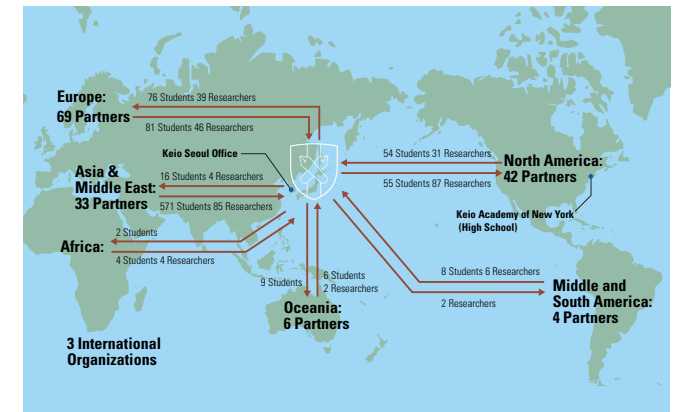 Europe:
69 Partners
76 Students 39 Researchers
81 Students 46 Researchers
Keio Seoul Office
Asia &
Middle East:
33 Partners
16 Students 4 Researchers
571 Students 85 Researchers
Africa:
2 Students
4 Students 4 Researchers
9 Students
6 Students
2 Researchers
Oceania:
6 Partners
3 International
Organizations
54 Students 31 Researchers
55 Students 87 Researchers
North America:
42 Partners
Keio Academy of New York
(High School)
8 Students 6 Researchers
2 Researchers
Middle and
South America:
4 Partners